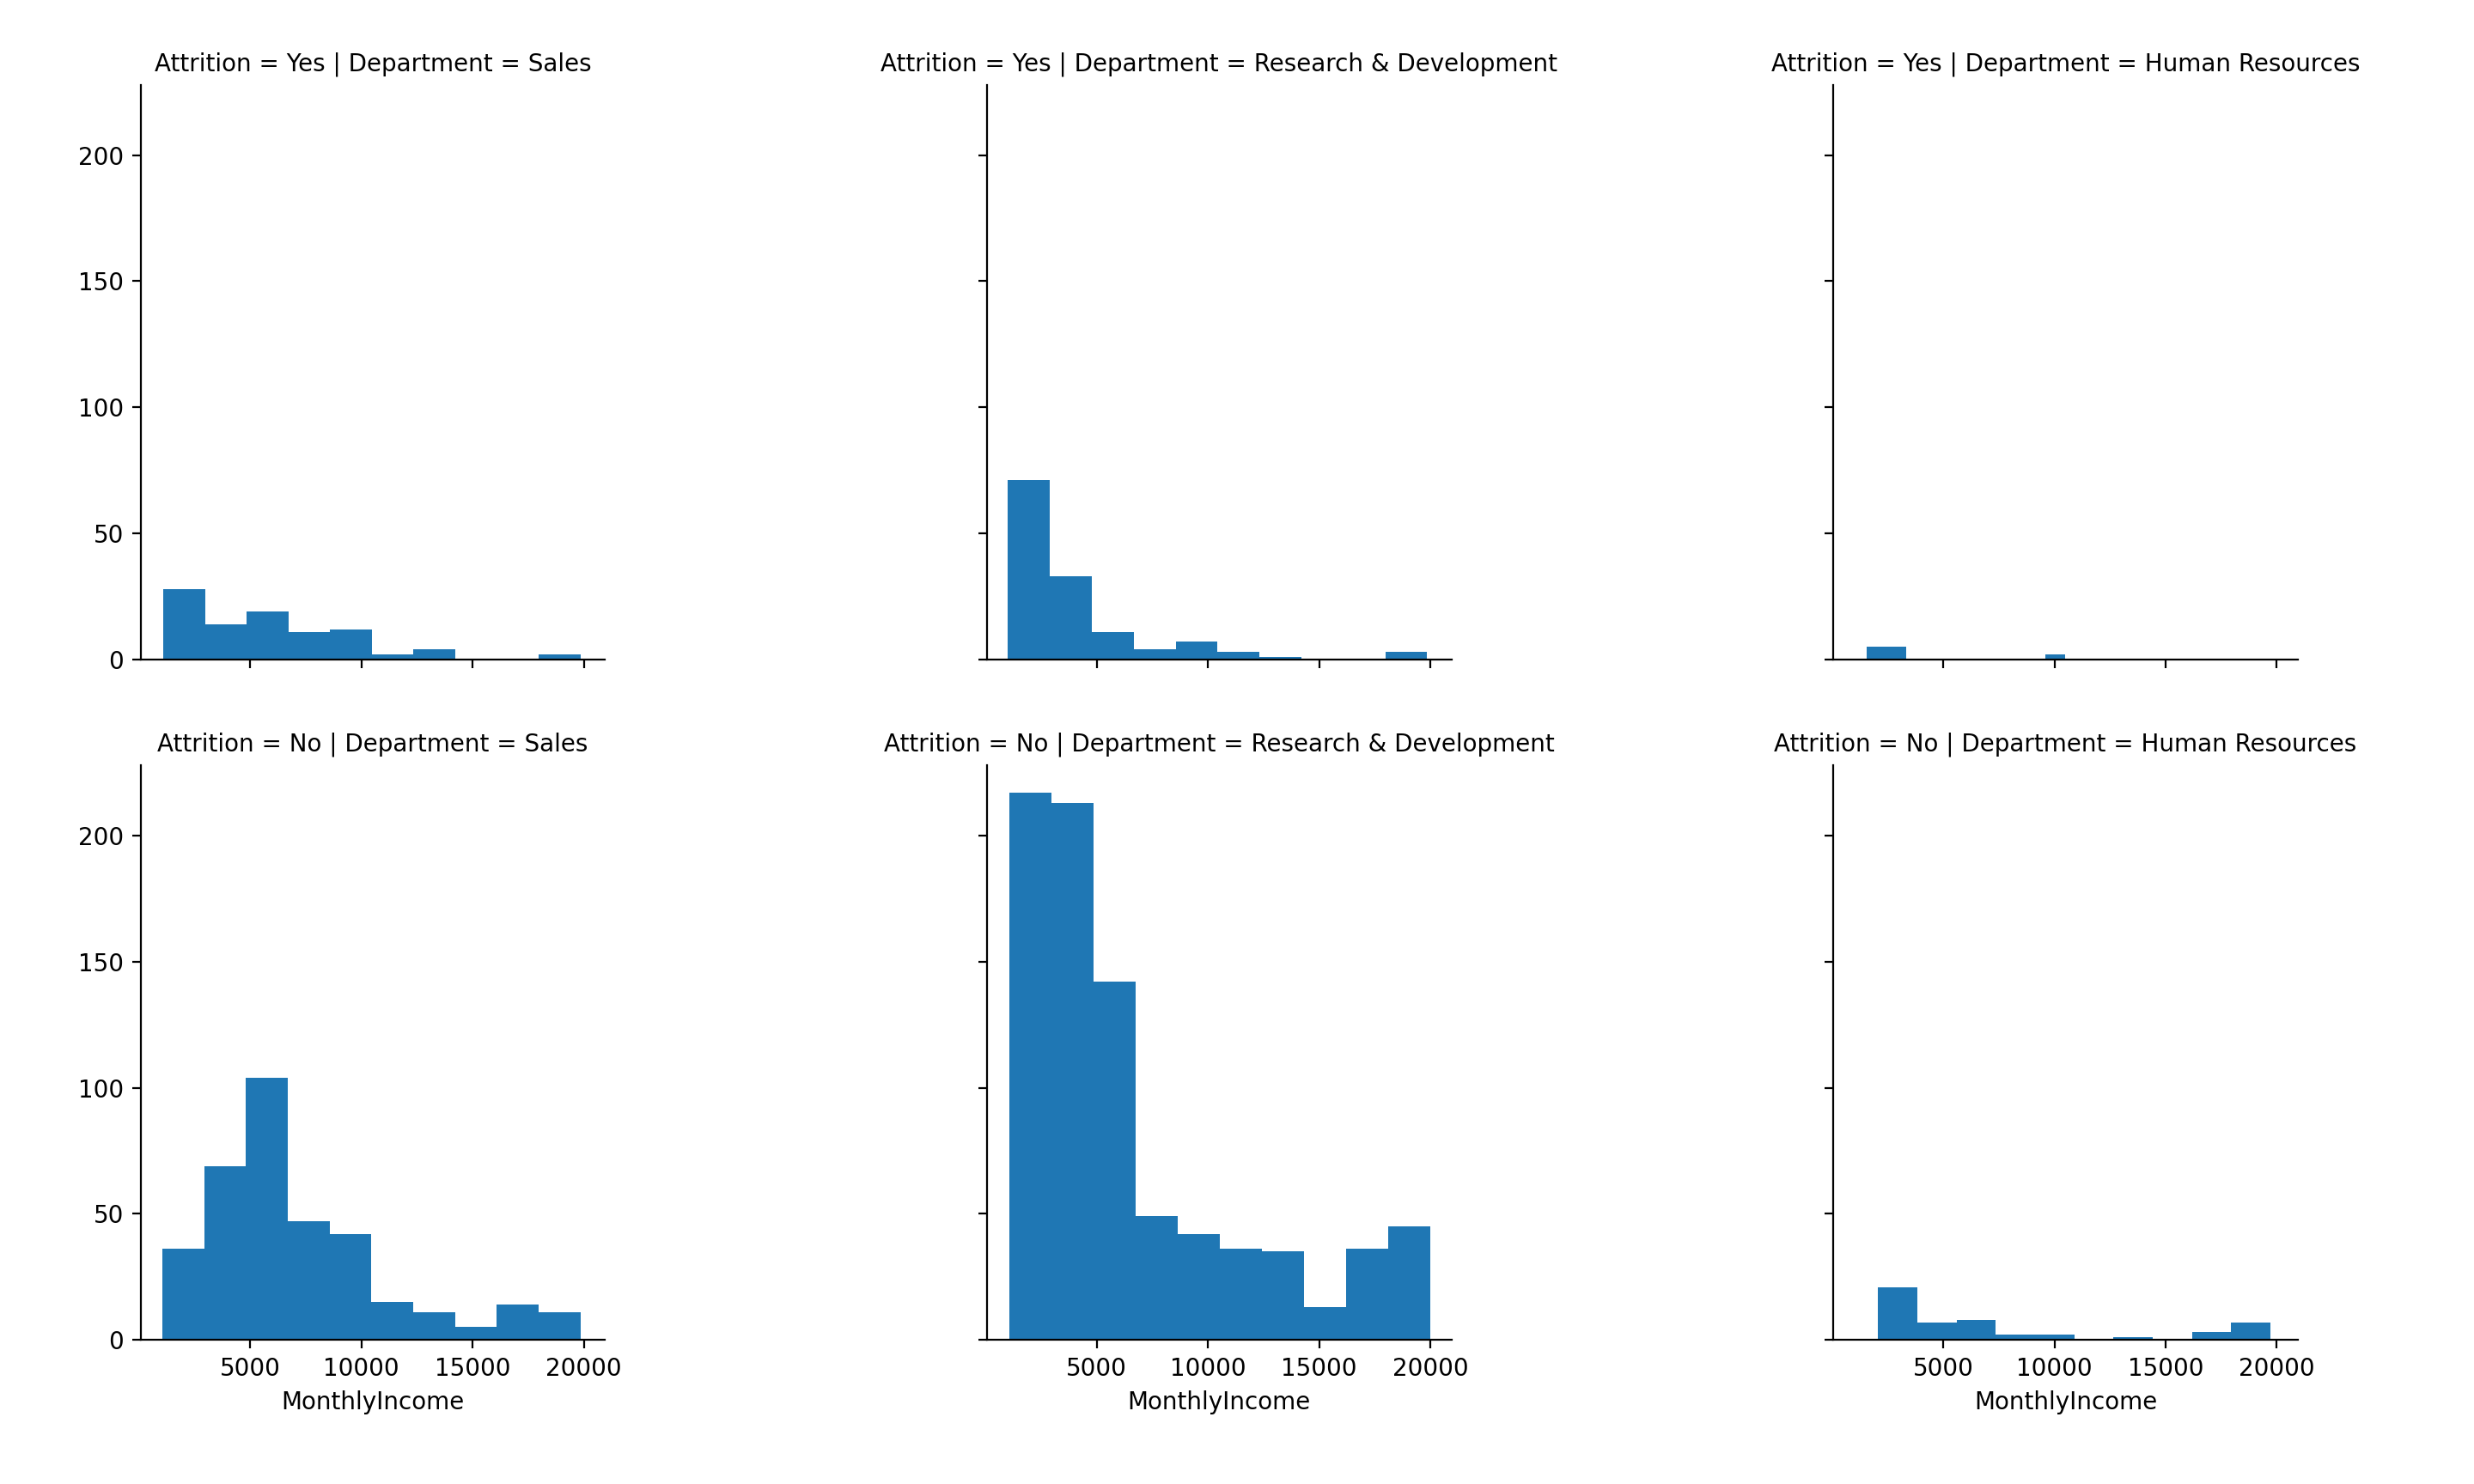 Attrition = Yes | Department = Sales
Attrition = Yes | Department = Research & Development
Attrition = Yes | Department = Human Resources
200
150
100
50
0
Attrition = No | Department = Sales
Attrition = No | Department = Research & Development
Attrition = No | Department = Human Resources
200
150
100
50
0
5000 10000 15000 20000
5000 10000 15000 20000
5000 10000 15000 20000
MonthlyIncome
MonthlyIncome
MonthlyIncome